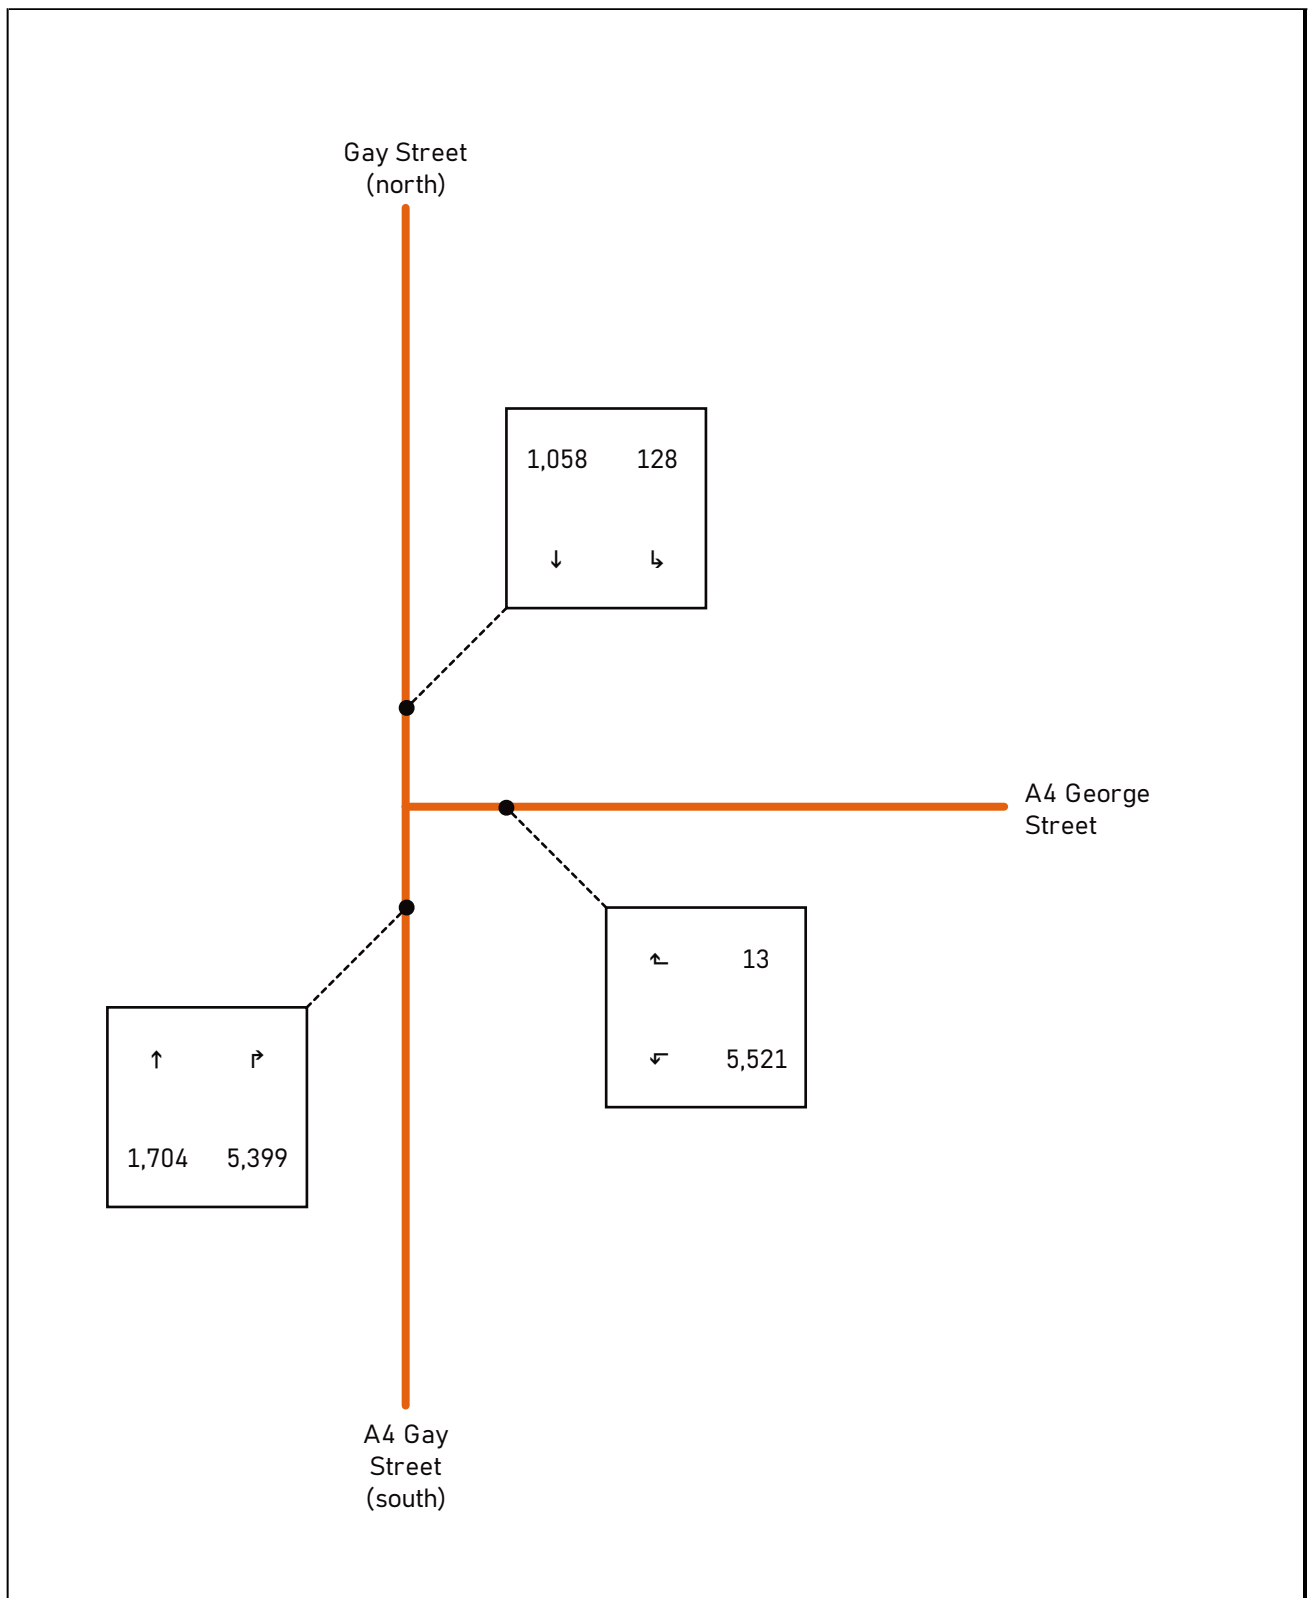 Gay Street
(north)
1,058 128
↓ ↳
A4 George
Street
⬑ 13
⬐ 5,521
↑ ↱
1,704 5,399
A4 Gay
Street
(south)